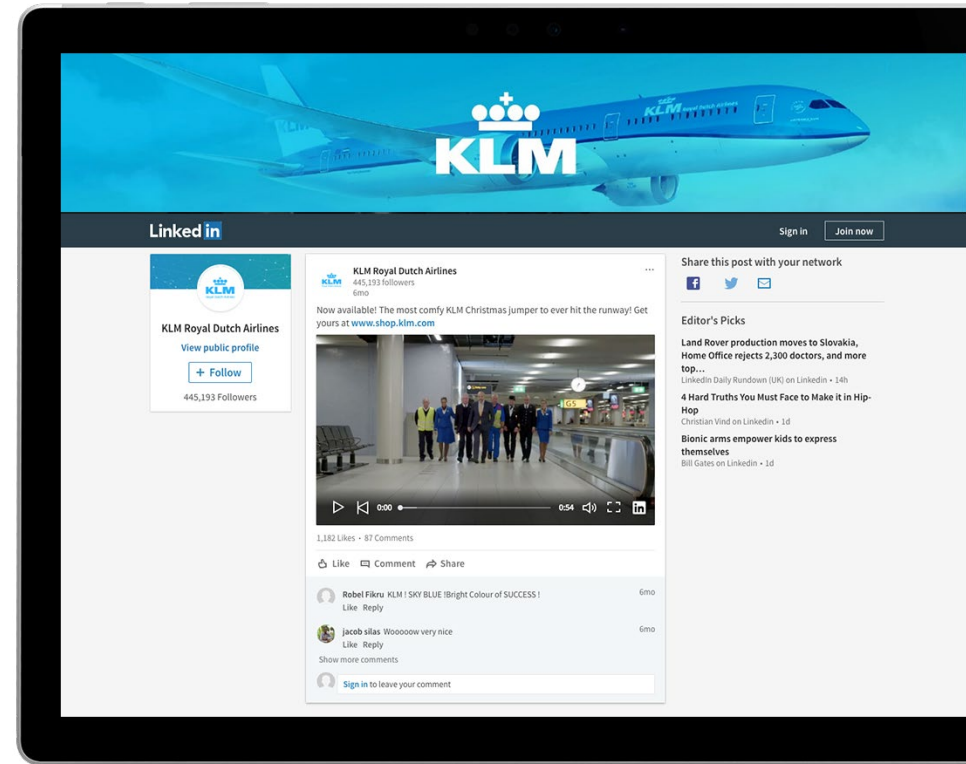 KLM Royal Dutch Airlines
KLM
Linked in
Sign in
Join now
KLM
KLM Royal Dutch Airlines
View public profile
+ Follow
445,193 Followers
KLM
KLM Royal Dutch Airlines
445,193 followers
6mo
Now available! The most comfy KLM Christmas jumper to ever hit the runway! Get
yours at www.shop.klm.com
G5
0:00
0:54
in
1,182 Likes • 87 Comments
Like
Comment
Share
Robel Fikru KLM ! SKY BLUE !Bright Colour of SUCCESS !
6mo
Like Reply
jacob silas Wooooow very nice
6mo
Like Reply
Show more comments
Sign in to leave your comment
Share this post with your network
Editor's Picks
Land Rover production moves to Slovakia,
Home Office rejects 2,300 doctors, and more
top...
LinkedIn Daily Rundown (UK) on Linkedin • 14h
4 Hard Truths You Must Face to Make it in Hip-
Hop
Christian Vind on Linkedin • 1d
Bionic arms empower kids to express
themselves
Bill Gates on Linkedin • 1d